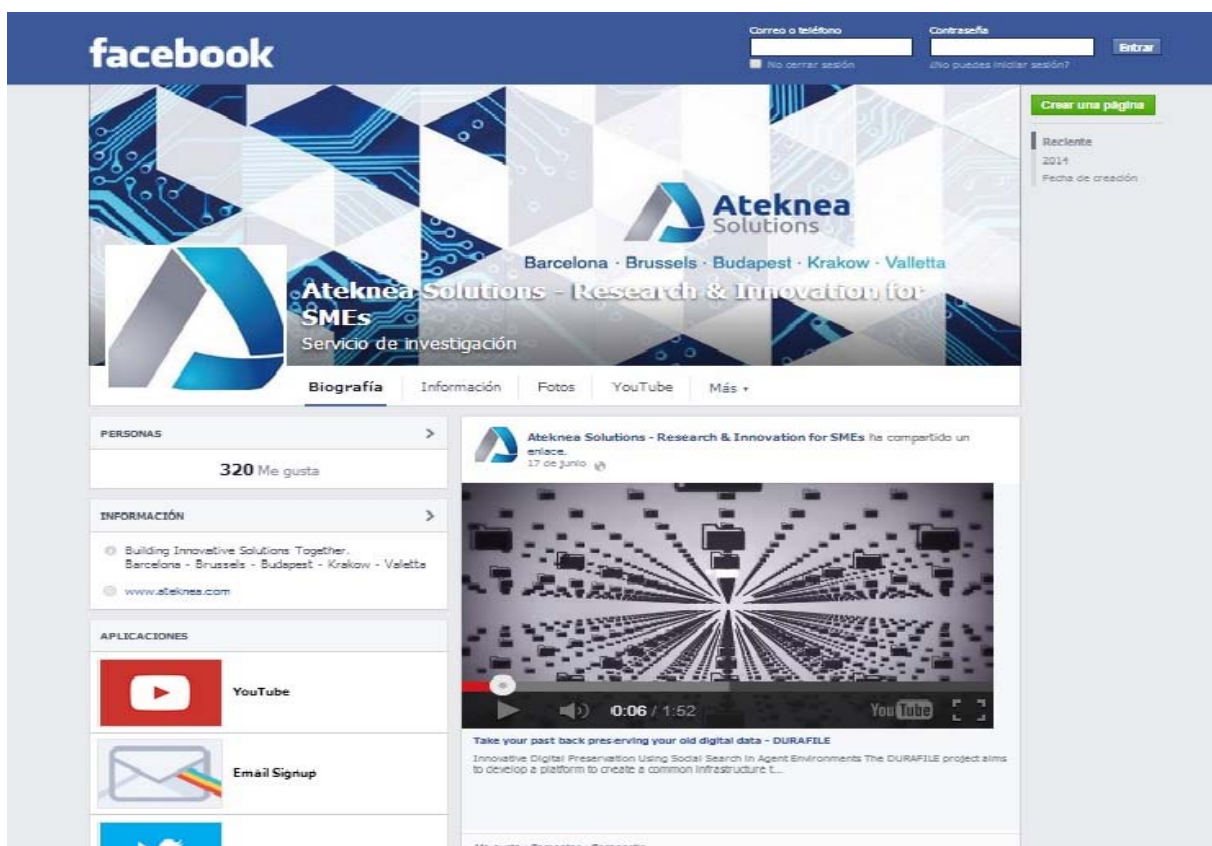 facebook
Correo o teléfono
Contraseña
Entrar
No cerrar sesión
¿No puedes iniciar sesión?
Crear una página
Reciente
2014
Fecha de creación
Ateknea
Solutions
Barcelona · Brussels · Budapest · Krakow · Valletta
Ateknea Solutions - Research & Innovation for
SMEs
Servicio de investigación
Biografía
Información
Fotos
YouTube
Más
PERSONAS
320 Me gusta
INFORMACIÓN
Building Innovative Solutions Together.
Barcelona - Brussels - Budapest - Krakow - Valetta
www.ateknea.com
APLICACIONES
YouTube
Email Signup
Ateknea Solutions - Research & Innovation for SMEs ha compartido un
enlace.
17 de junio
0:06 / 1:52
YouTube
Take your past back preserving your old digital data - DURAFILE
Innovative Digital Preservation Using Social Search in Agent Environments The DURAFILE project aims
to develop a platform to create a common infrastructure t...